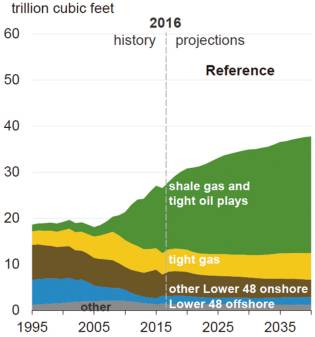 trillion cubic feet
2016
history
projections
Reference
60
50
40
30
20
10
0
shale gas and
tight oil plays
tight gas
other Lower 48 onshore
Lower 48 offshore
other
1995
2005
2015
2025
2035